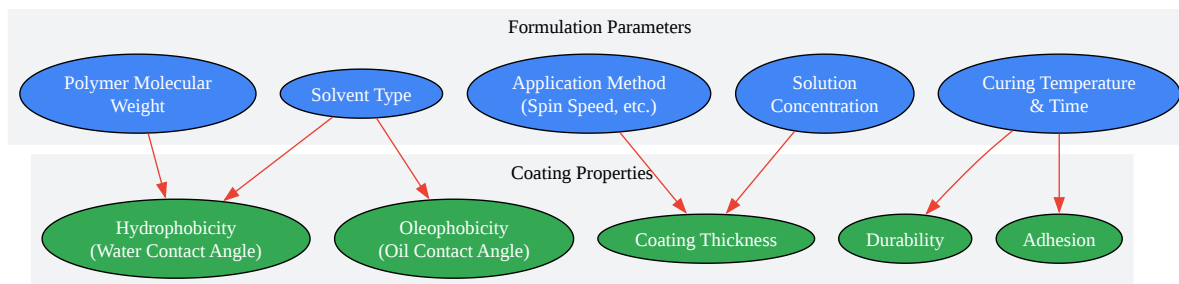 Formulation Parameters
Polymer Molecular
Weight
Solvent Type
Application Method
(Spin Speed, etc.)
Solution
Concentration
Curing Temperature
& Time
Coating Properties
Hydrophobicity
(Water Contact Angle)
Oleophobicity
(Oil Contact Angle)
Coating Thickness
Durability
Adhesion